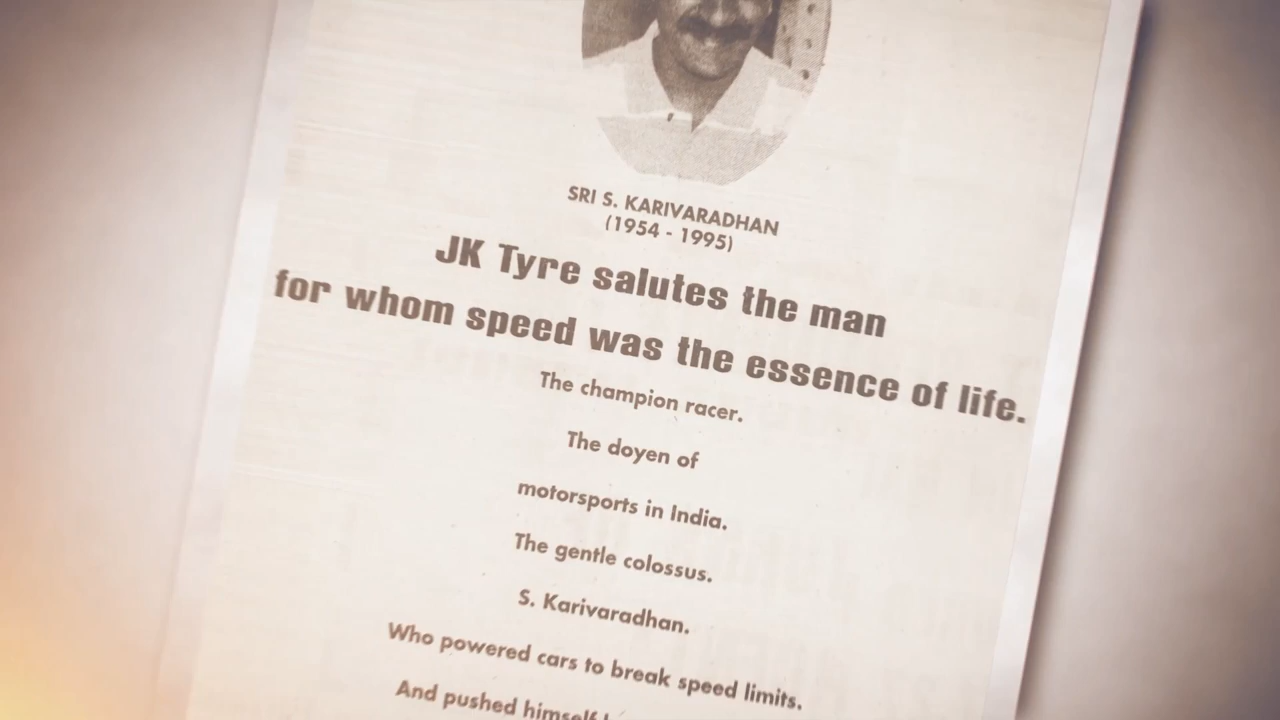 SRI S. KARIVARADHAN
(1954 - 1995)
JK Tyre salutes the man
for whom speed was the essence of life.
The champion racer.
The doyen of
motorsports in India.
The gentle colossus.
S. Karivaradhan.
Who powered cars to break speed limits.
And pushed himself